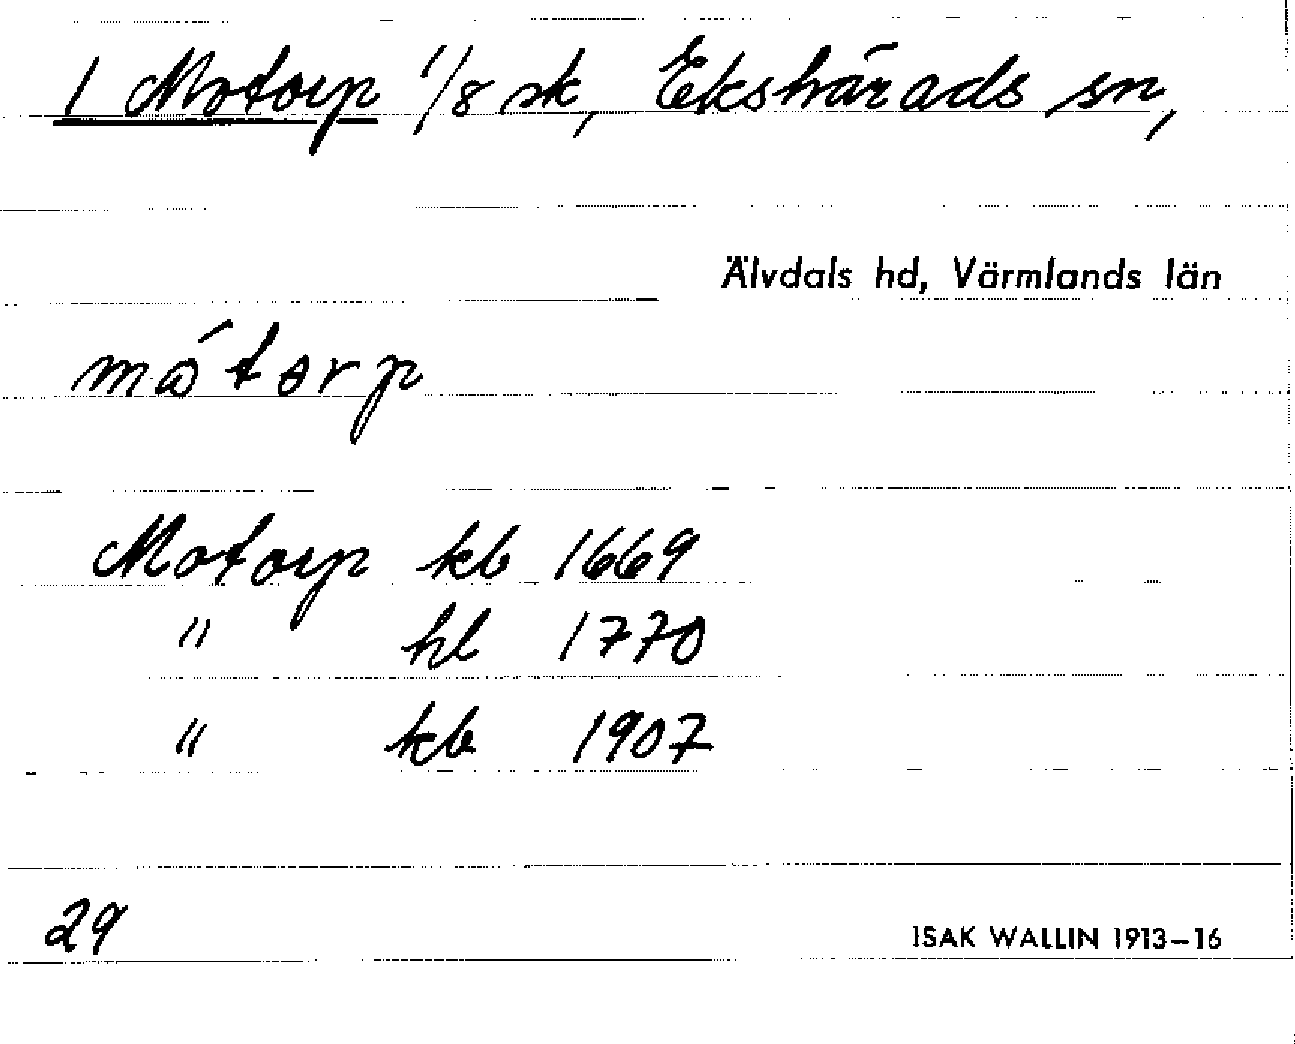 1 Motorp 1/8 sk, Ekshärads sn,
Älvdals hd, Värmlands län
mótorp
Motorp kb 1669
" hl 1770
" kb 1907
29
ISAK WALLIN 1913–16